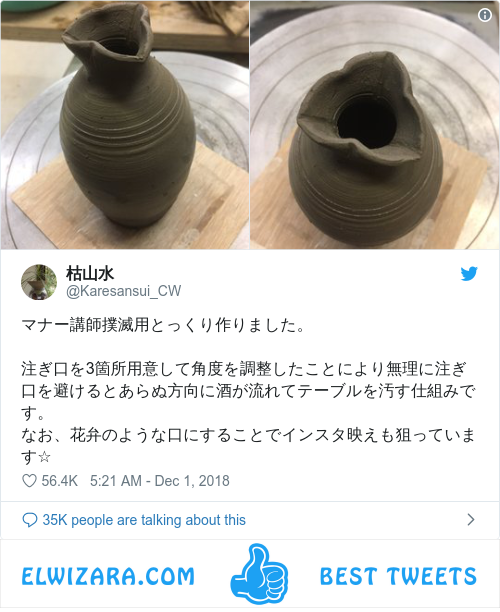 枯山水
@Karesansui_CW
マナー講師撲滅用とっくり作りました。
注ぎ口を3箇所用意して角度を調整したことにより無理に注ぎ
口を避けるとあらぬ方向に酒が流れてテーブルを汚す仕組みで
す。
なお、花弁のような口にすることでインスタ映えも狙っていま
す☆
56.4K 5:21 AM - Dec 1, 2018
35K people are talking about this
ELWIZARA.COM BEST TWEETS